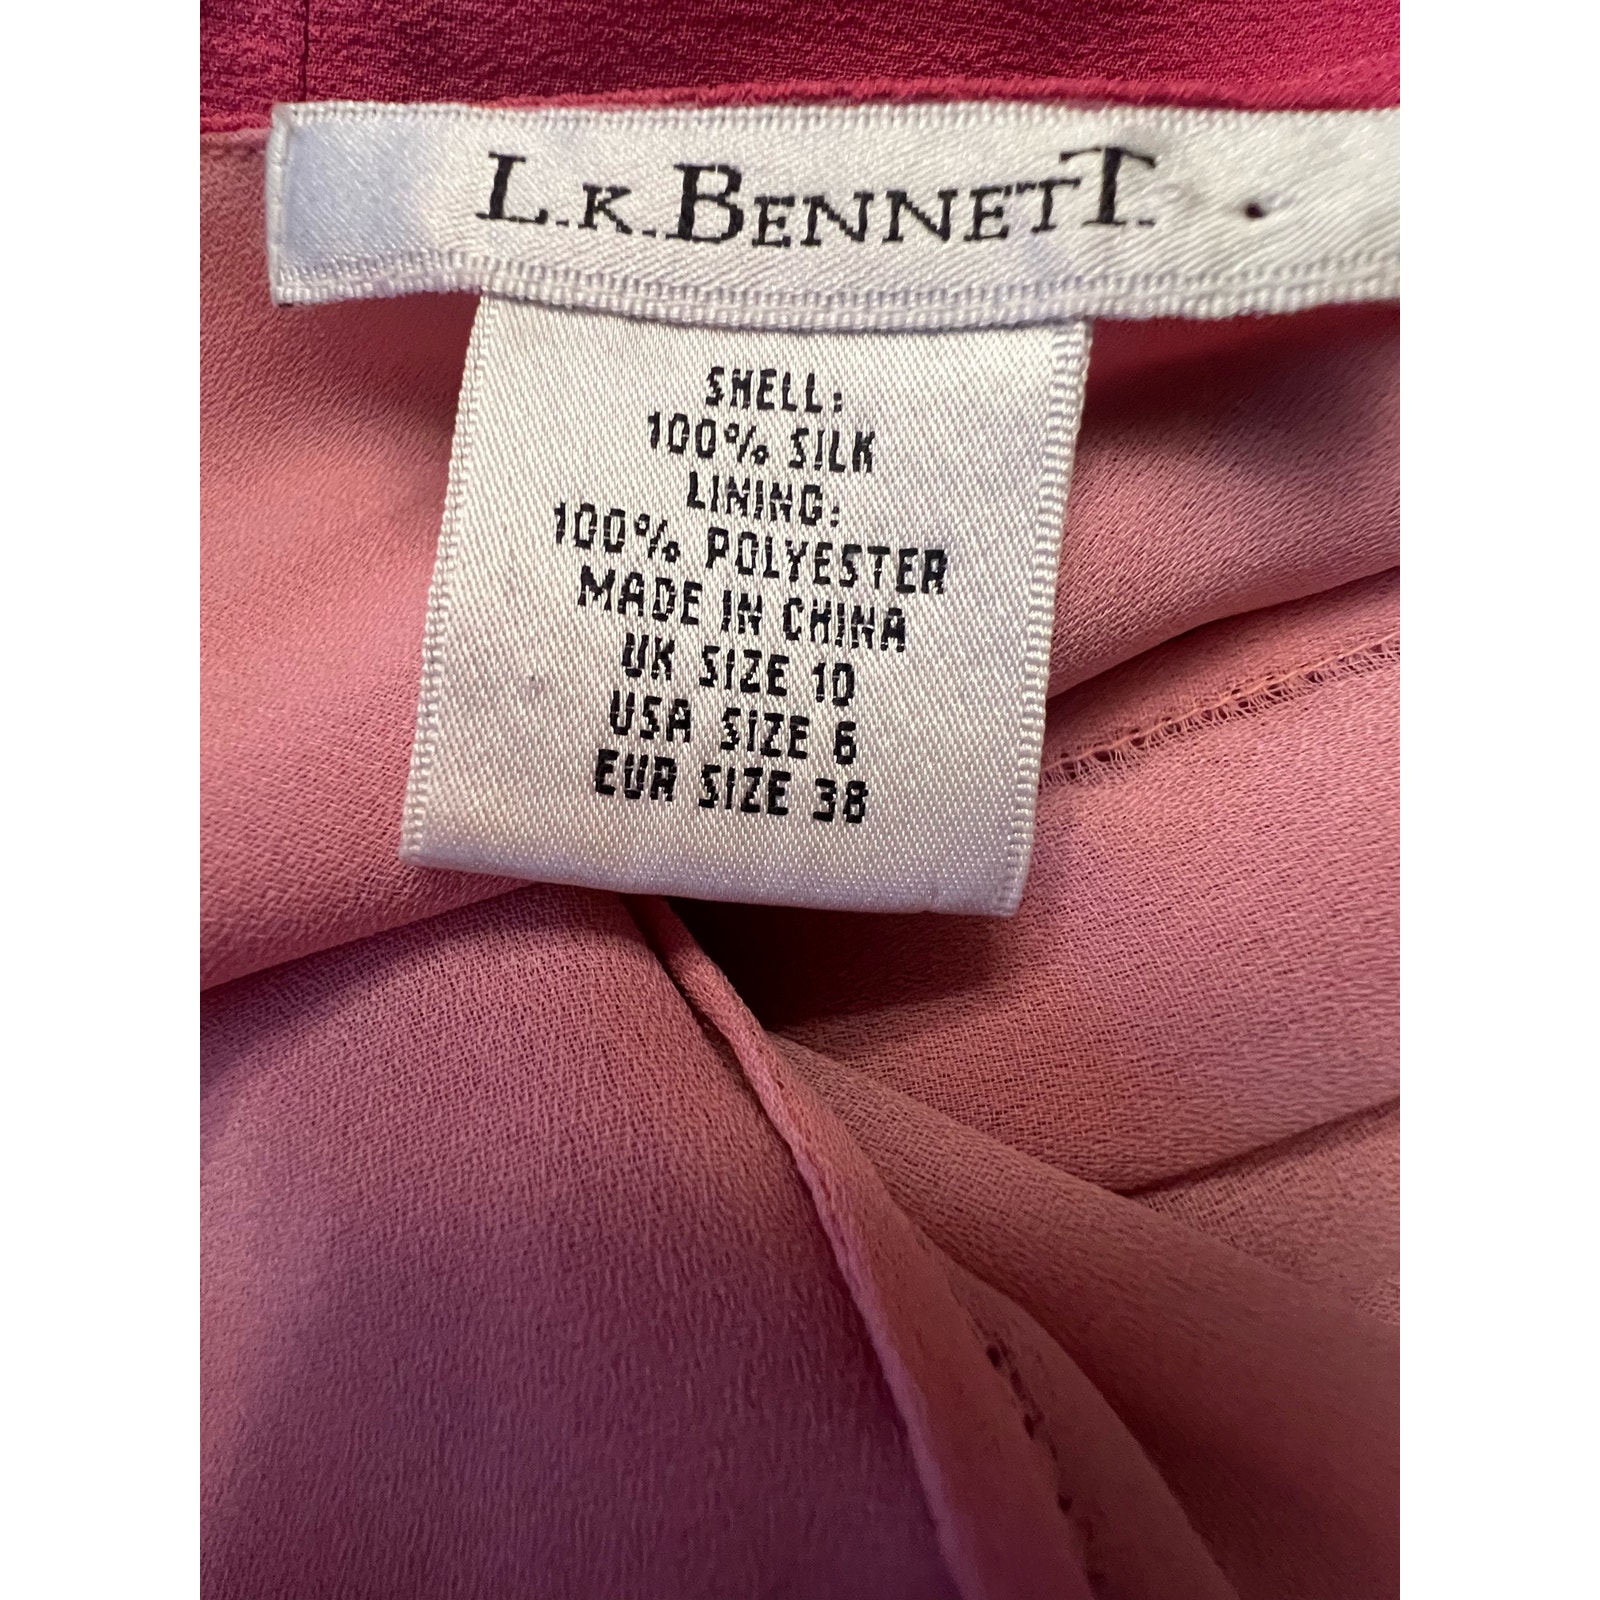 L.K.BENNETT.
SHELL:
100% SILK
LINING:
100% POLYESTER
MADE IN CHINA
UK SIZE 10
USA SIZE 6
EUR SIZE 38